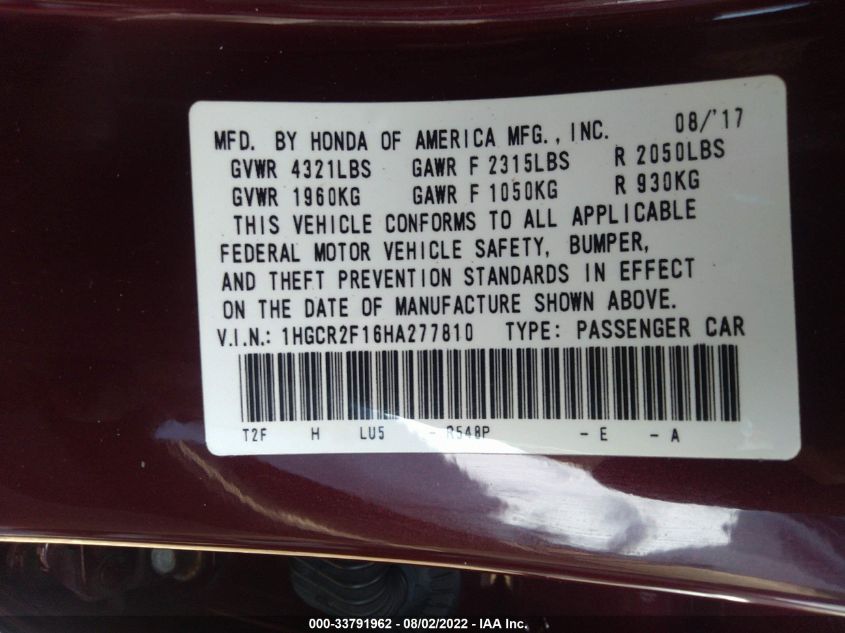 MFD. BY HONDA OF AMERICA MFG., INC. 08/'17
GVWR 4321LBS GAWR F 2315LBS R 2050LBS
GVWR 1960KG GAWR F 1050KG R 930KG
THIS VEHICLE CONFORMS TO ALL APPLICABLE
FEDERAL MOTOR VEHICLE SAFETY, BUMPER,
AND THEFT PREVENTION STANDARDS IN EFFECT
ON THE DATE OF MANUFACTURE SHOWN ABOVE.
V.I.N.: 1HGCR2F16HA277810 TYPE: PASSENGER CAR
T2F H LU5 - R548P - E - A
000-33791962 - 08/02/2022 - IAA Inc.